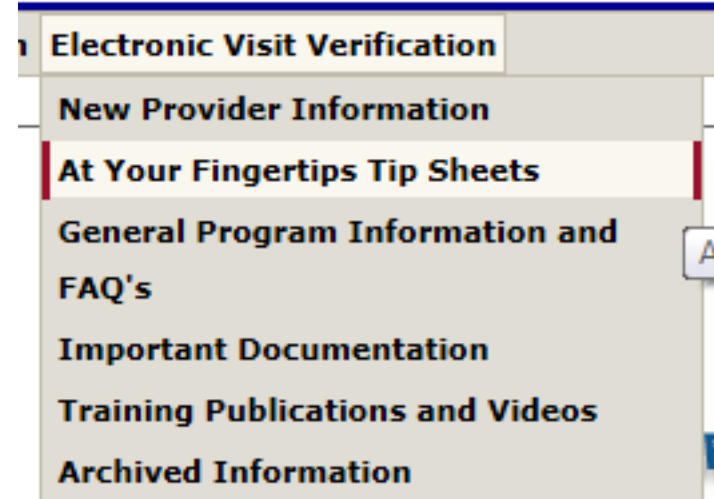 Electronic Visit Verification
New Provider Information
At Your Fingertips Tip Sheets
General Program Information and
FAQ's
Important Documentation
Training Publications and Videos
Archived Information